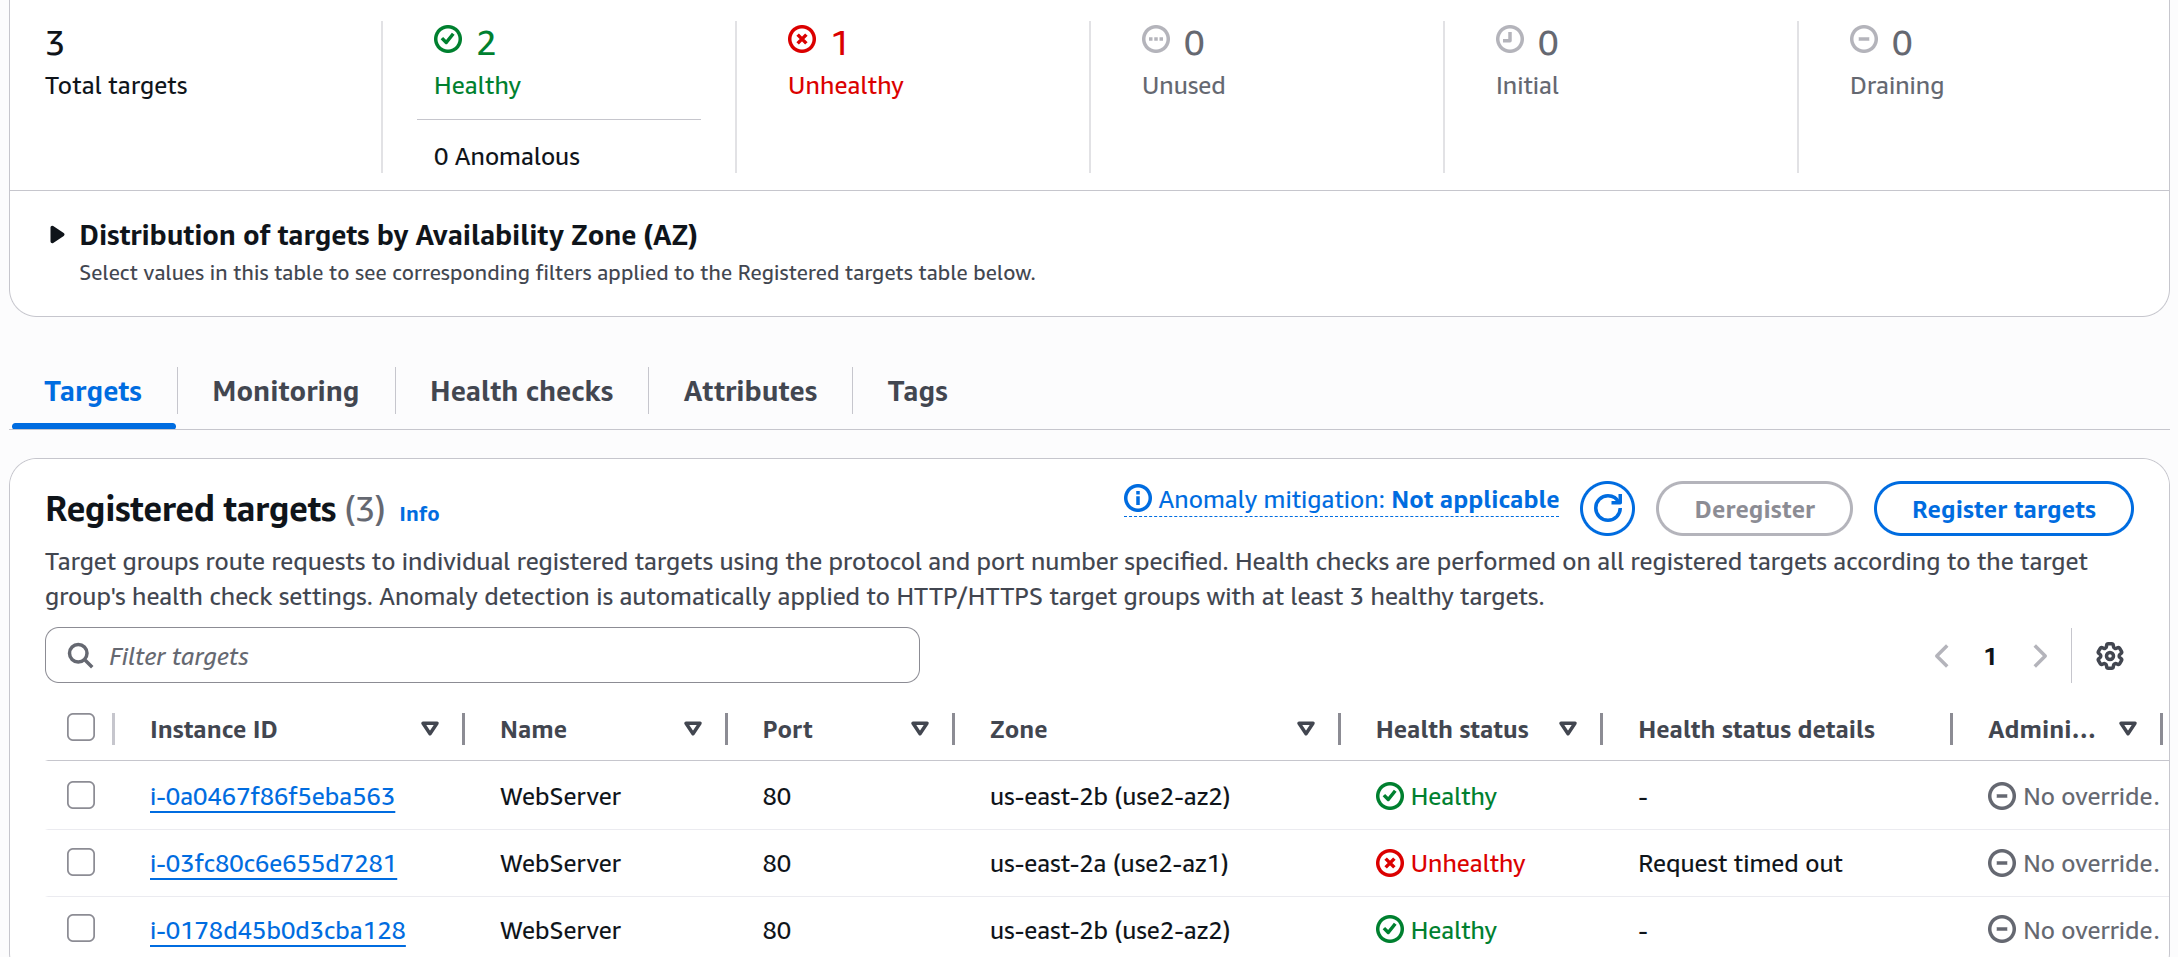 3
Total targets
2
Healthy
0 Anomalous
1
Unhealthy
0
Unused
0
Initial
0
Draining
Distribution of targets by Availability Zone (AZ)
Select values in this table to see corresponding filters applied to the Registered targets table below.
Targets Monitoring Health checks Attributes Tags
Registered targets (3) Info Anomaly mitigation: Not applicable Deregister Register targets
Target groups route requests to individual registered targets using the protocol and port number specified. Health checks are performed on all registered targets according to the target
group's health check settings. Anomaly detection is automatically applied to HTTP/HTTPS target groups with at least 3 healthy targets.
Filter targets 1
Instance ID Name Port Zone Health status Health status details Admini...
i-0a0467f86f5eba563 WebServer 80 us-east-2b (use2-az2) Healthy - No override.
i-03fc80c6e655d7281 WebServer 80 us-east-2a (use2-az1) Unhealthy Request timed out No override.
i-0178d45b0d3cba128 WebServer 80 us-east-2b (use2-az2) Healthy - No override.